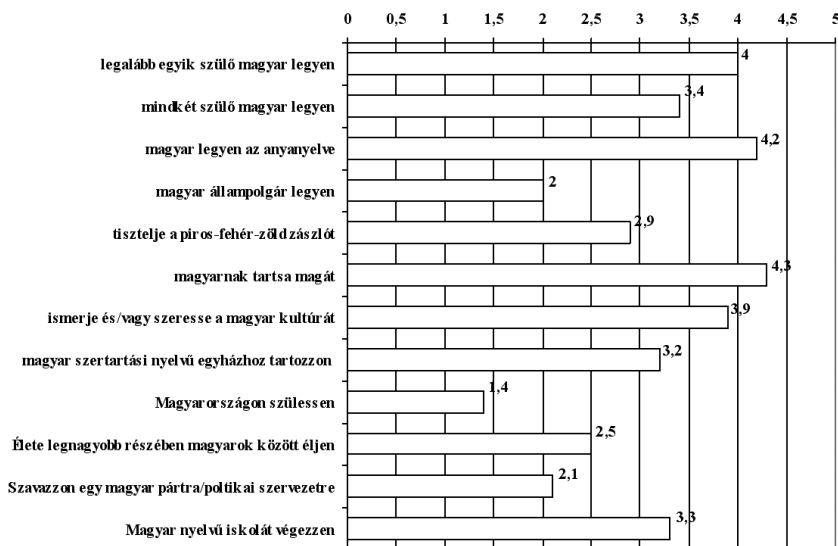 0 0,5 1 1,5 2 2,5 3 3,5 4 4,5 5
legalább egyik szülő magyar legyen 4
mindkét szülő magyar legyen 3,4
magyar legyen az anyanyelve 4,2
magyar állampolgár legyen 2
tisztelje a piros-fehér-zöld zászlót 2,9
magyarnak tartsa magát 4,3
ismerje és/vagy szeresse a magyar kultúrát 3,9
magyar szertartási nyelvű egyházhoz tartozzon 3,2
Magyarországon szülessen 1,4
Élete legnagyobb részében magyarok között éljen 2,5
Szavazzon egy magyar pártra/poltikai szervezetre 2,1
Magyar nyelvű iskolát végezzen 3,3